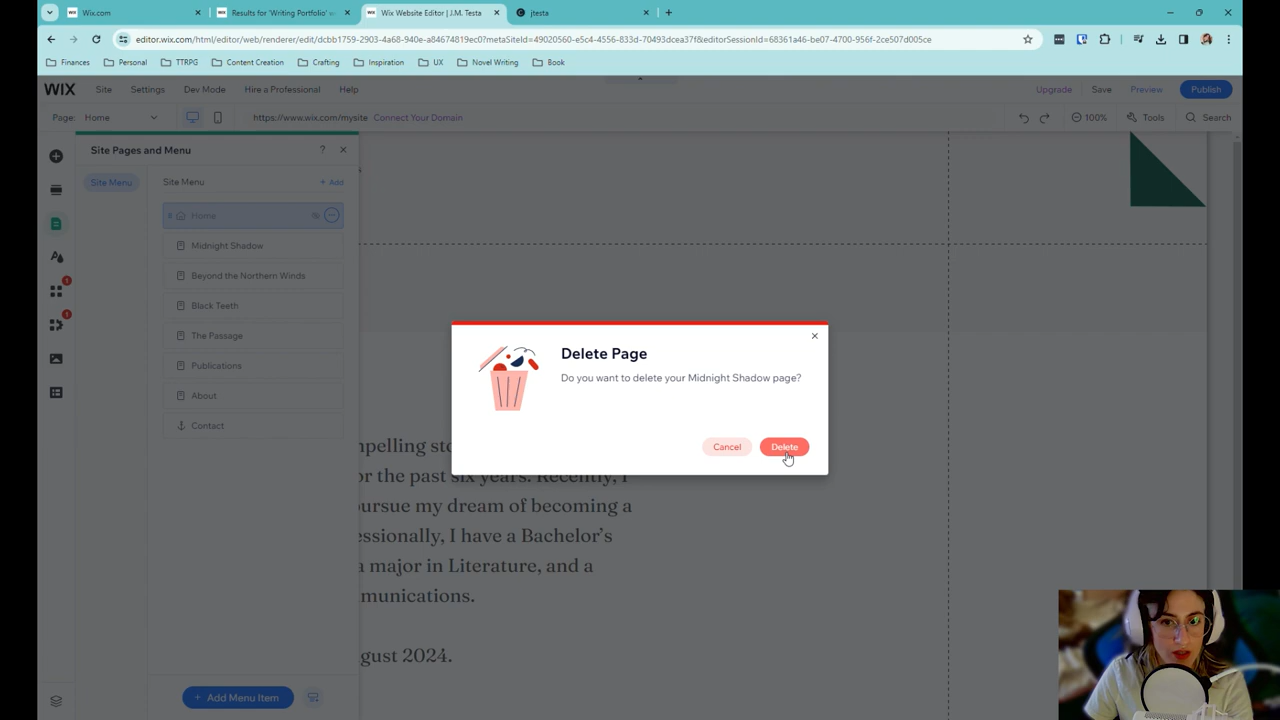 Wix.com
Results for 'Writing Portfolio' w
Wix Website Editor | J.M. Testa
jtesta
editor.wix.com/html/editor/web/renderer/edit/dcbb1759-2903-4a68-940e-a84674819ec0?metaSiteId=49020560-e5c4-4556-833d-70493dcea37f&editorSessionId=68361a46-be07-4700-956f-2ce507d005ce
Finances Personal TTRPG Content Creation Crafting Inspiration UX Novel Writing Book
WIX Site Settings Dev Mode Hire a Professional Help Upgrade Save Preview Publish
Page: Home https://www.wix.com/mysite Connect Your Domain 100% Tools Search
Site Pages and Menu ?
Site Menu
Site Menu + Add
Home
Midnight Shadow
Beyond the Northern Winds
Black Teeth
The Passage
Publications
About
Contact
1
1
+ Add Menu Item
Delete Page
Do you want to delete your Midnight Shadow page?
Cancel Delete
npelling sto
or the past six years. Recently, I
ursue my dream of becoming a
essionally, I have a Bachelor's
a major in Literature, and a
munications.
gust 2024.